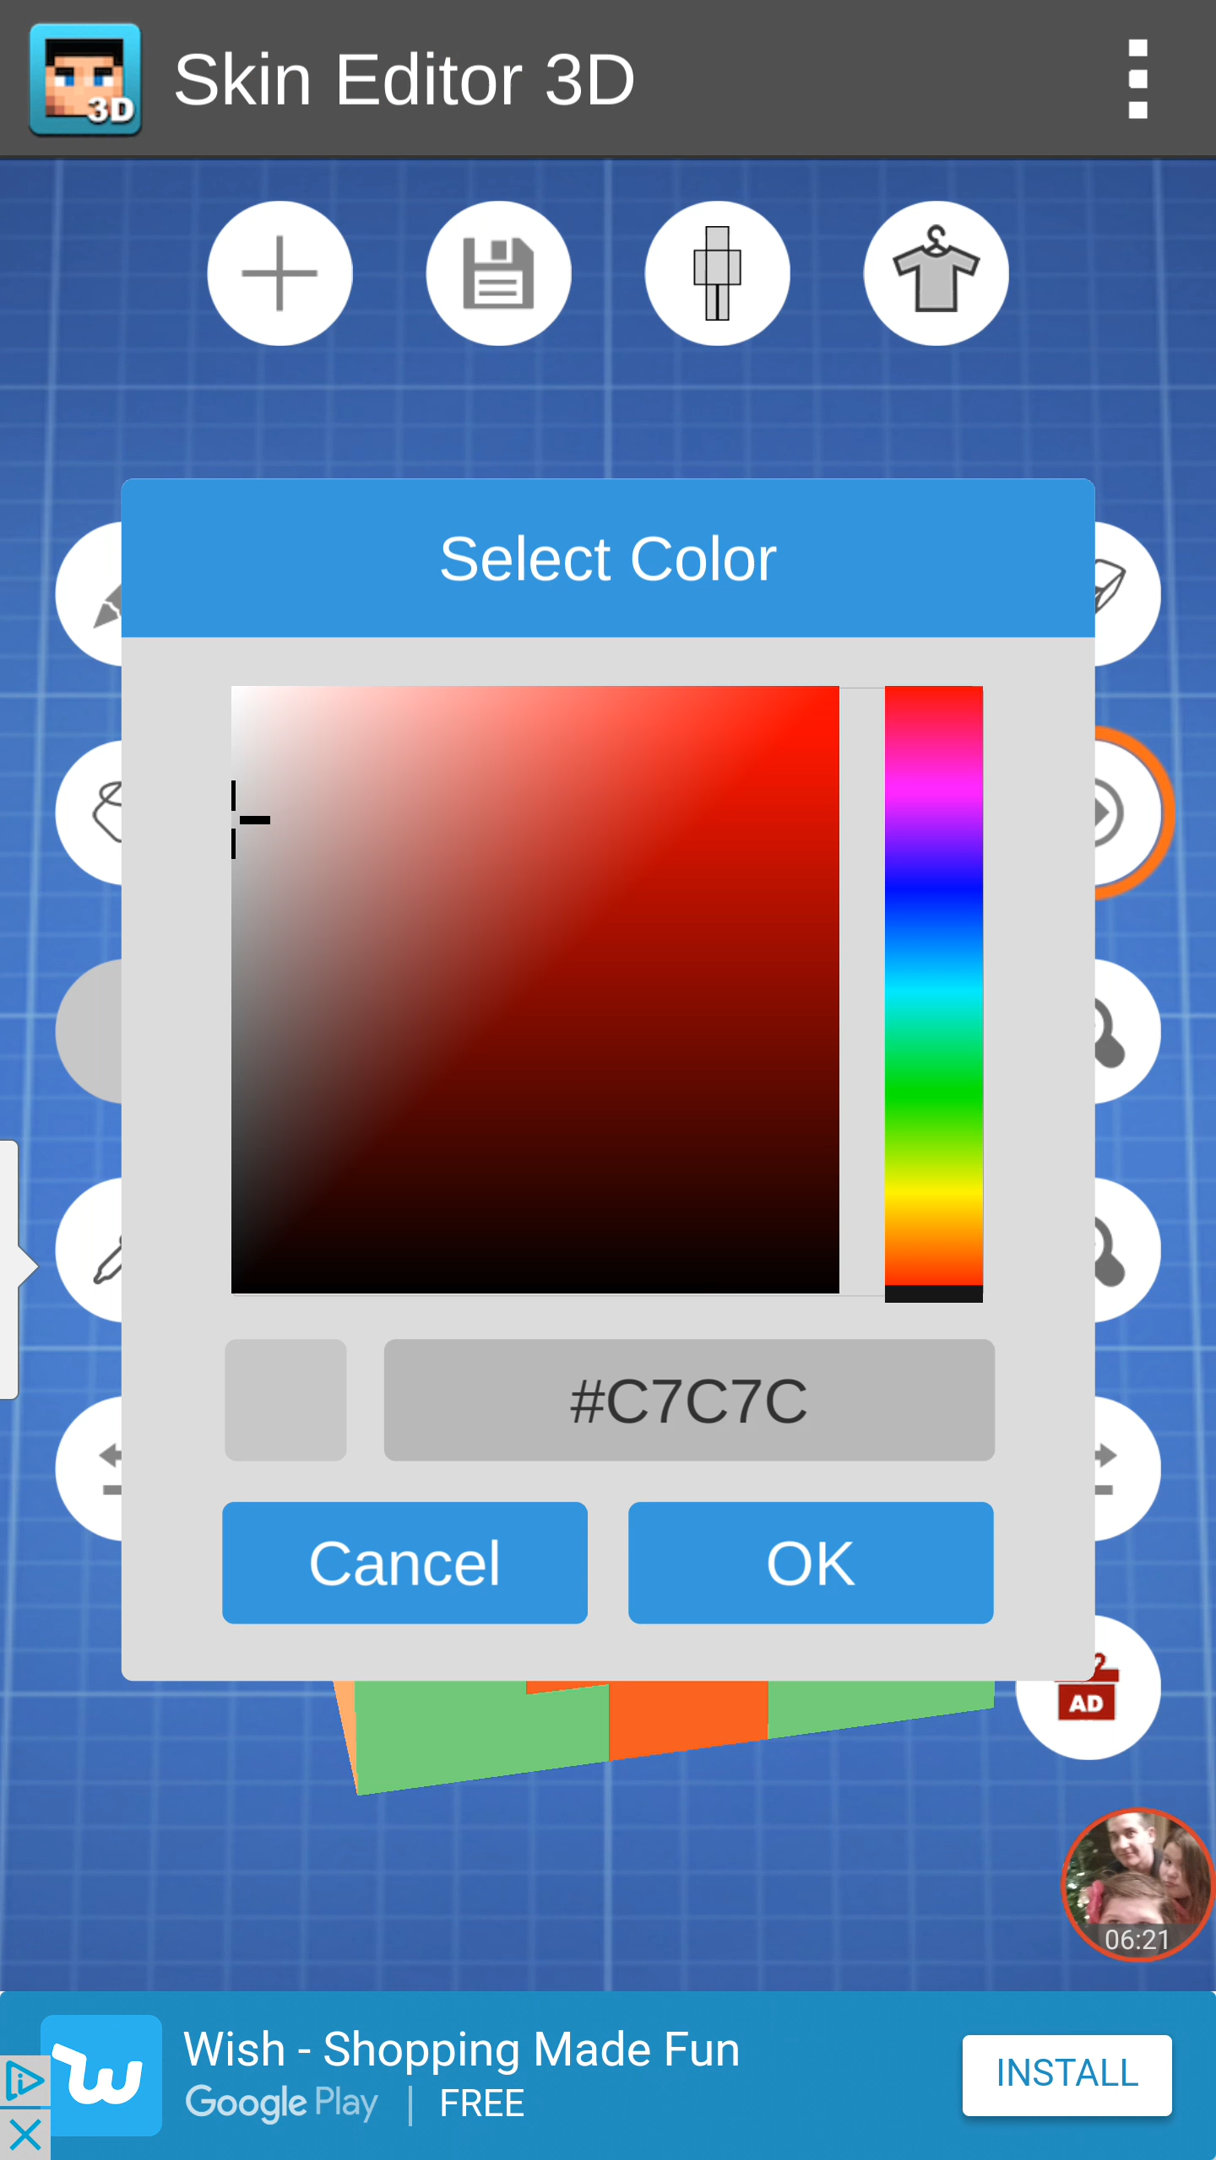 3D
Skin Editor 3D
Select Color
#C7C7C
Cancel
OK
AD
06:21
Wish - Shopping Made Fun
Google Play | FREE
INSTALL